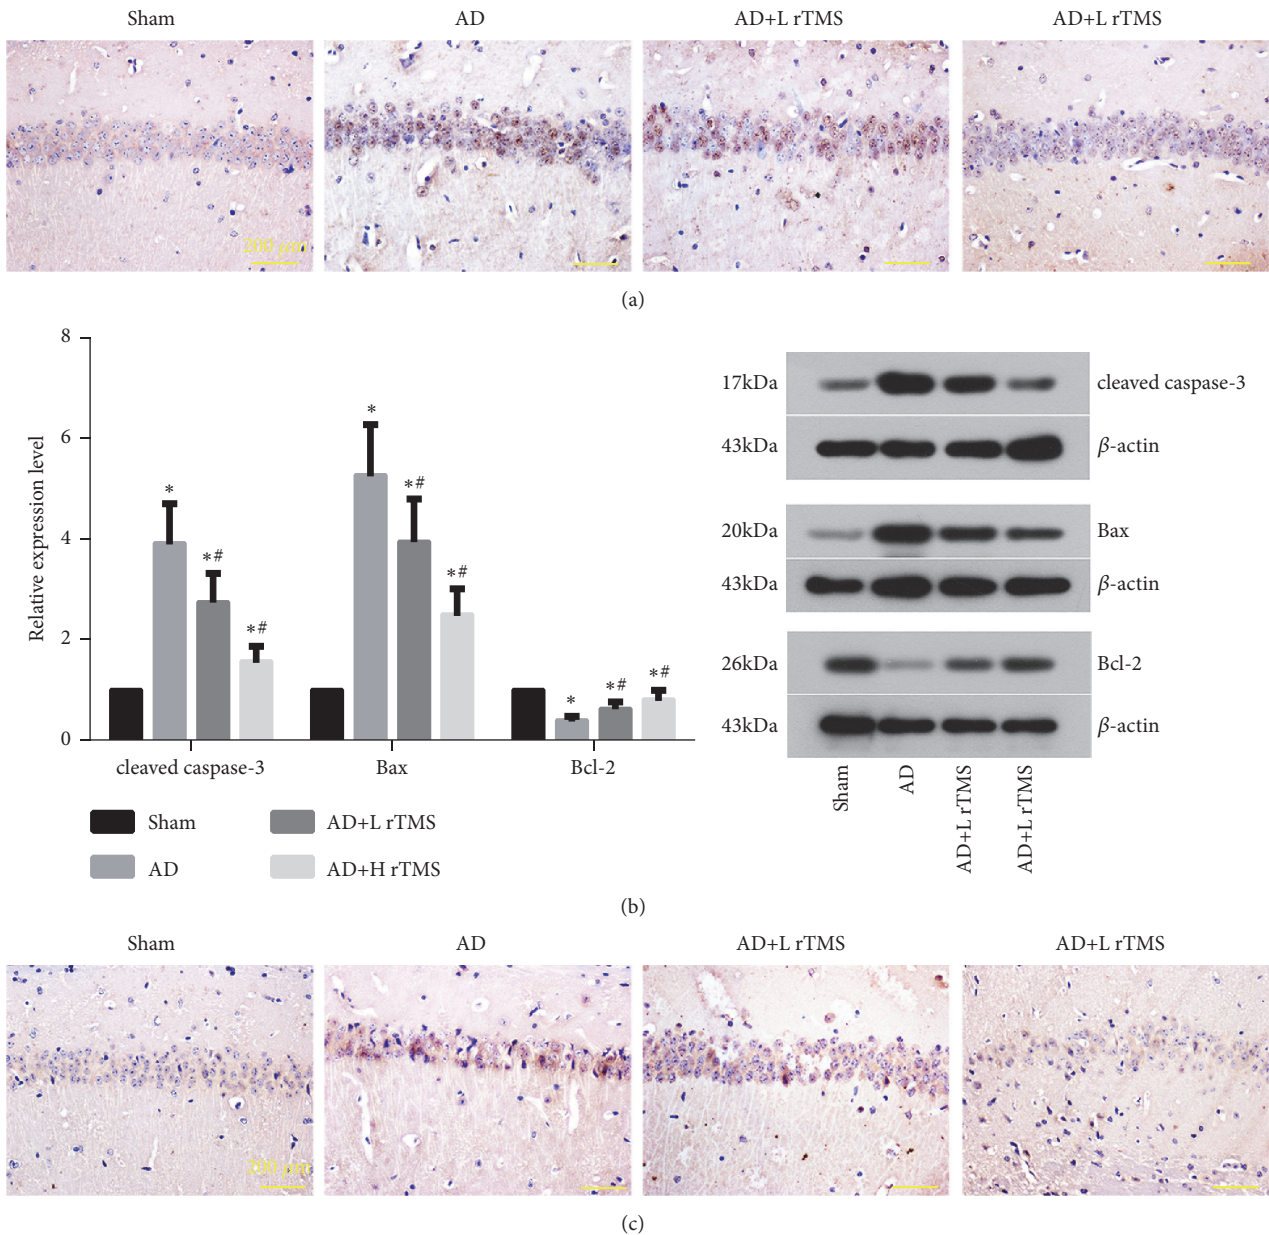 Sham AD AD+L rTMS AD+L rTMS
200 μm
(a)
8
6
4
2
0
Relative expression level
* *# *#
* *# *#
* *# *#
cleaved caspase-3 Bax Bcl-2
Sham AD+L rTMS
AD AD+H rTMS
17kDa cleaved caspase-3
43kDa β-actin
20kDa Bax
43kDa β-actin
26kDa Bcl-2
43kDa β-actin
Sham AD AD+L rTMS AD+L rTMS
(b)
Sham AD AD+L rTMS AD+L rTMS
200 μm
(c)